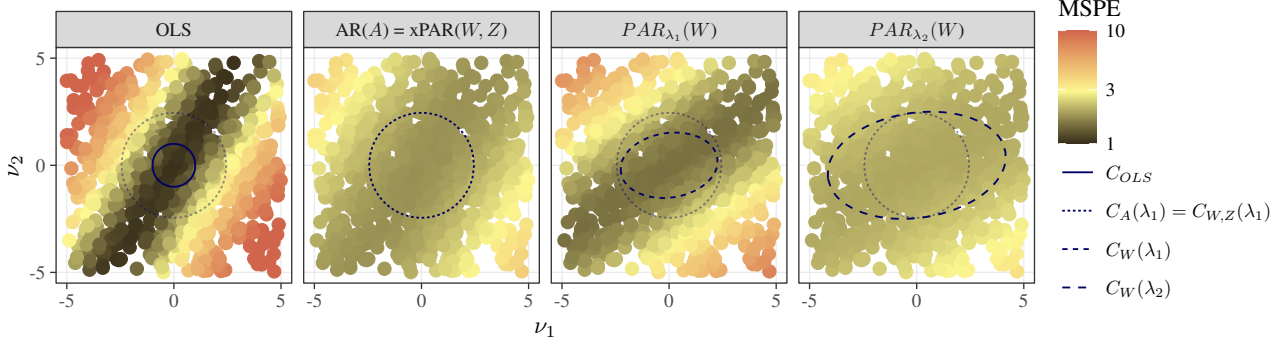 OLS
AR(A) = xPAR(W, Z)
PAR_{λ_1}(W)
PAR_{λ_2}(W)
MSPE
10
3
1
C_{OLS}
C_A(λ_1) = C_{W,Z}(λ_1)
C_W(λ_1)
C_W(λ_2)
ν_2
5
0
-5
-5 0 5
-5 0 5
-5 0 5
-5 0 5
ν_1